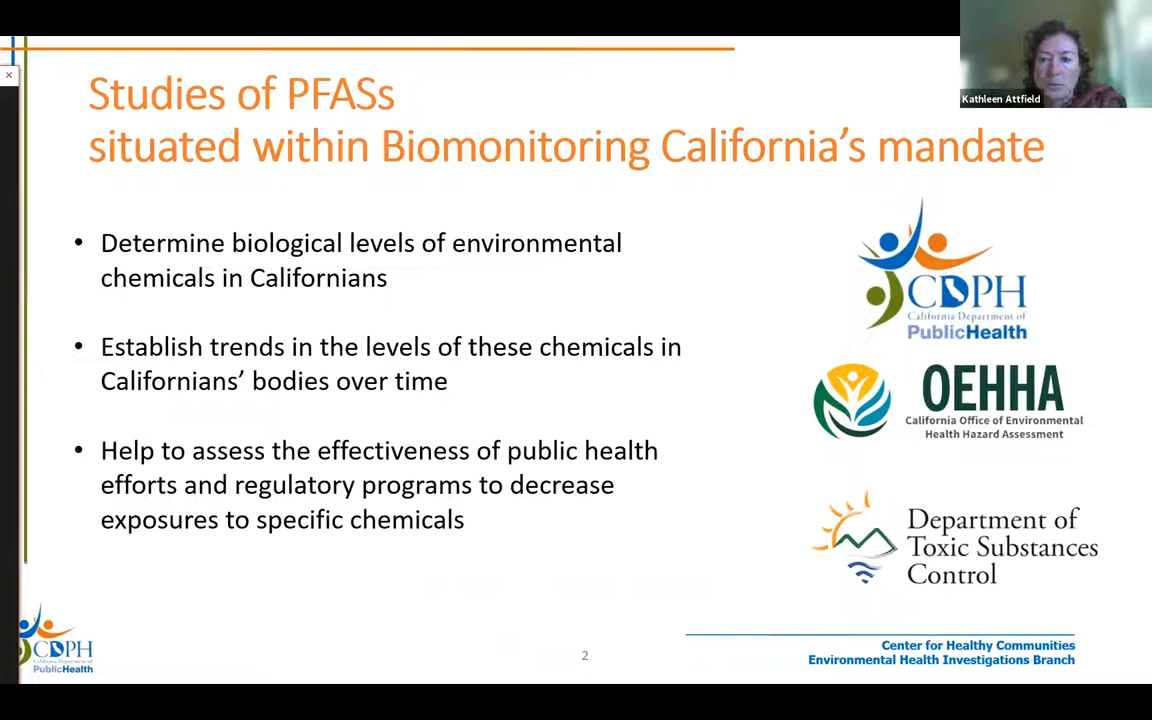 ×
Kathleen Attfield
Studies of PFASs
situated within Biomonitoring California's mandate
• Determine biological levels of environmental
chemicals in Californians
• Establish trends in the levels of these chemicals in
Californians' bodies over time
• Help to assess the effectiveness of public health
efforts and regulatory programs to decrease
exposures to specific chemicals
CDPH
California Department of
PublicHealth
OEHHA
California Office of Environmental
Health Hazard Assessment
Department of
Toxic Substances
Control
CDPH
California Department of
PublicHealth
2
Center for Healthy Communities
Environmental Health Investigations Branch